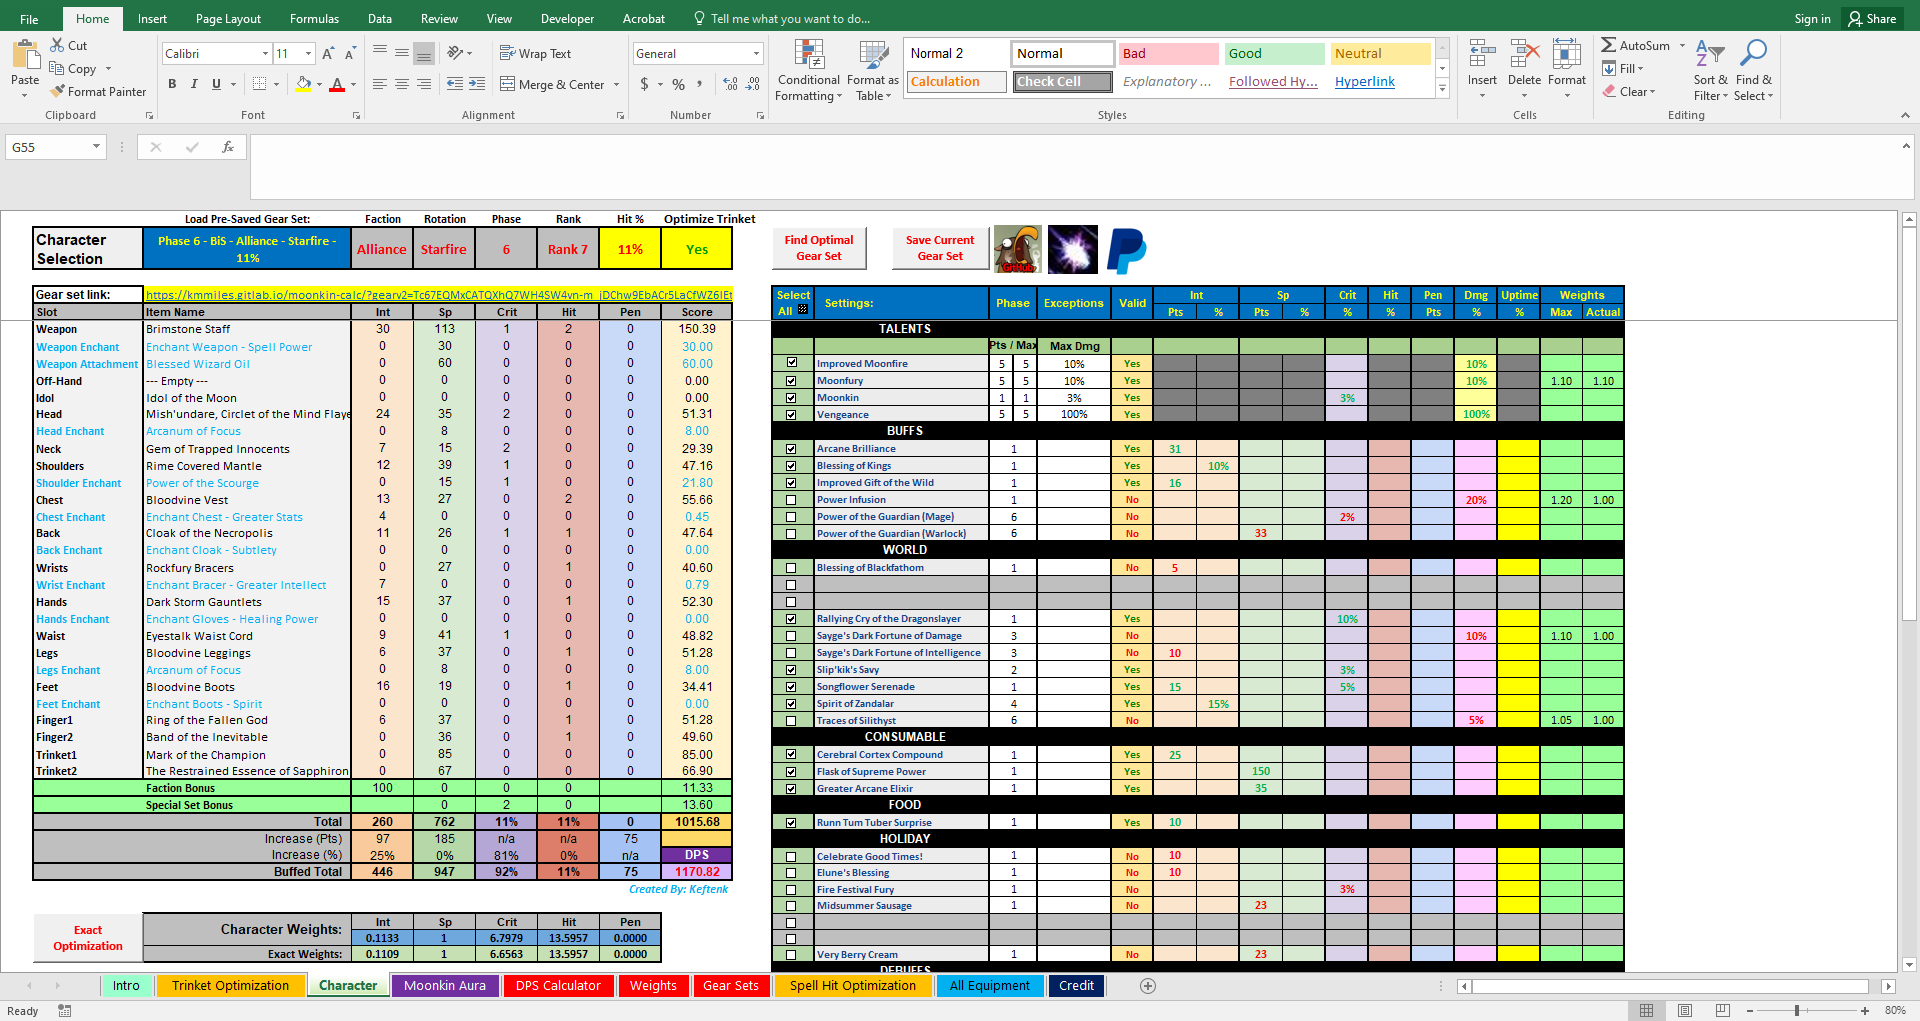 File Home Insert Page Layout Formulas Data Review View Developer Acrobat Tell me what you want to do... Sign in Share
Cut Calibri 11 Wrap Text General Normal 2 Normal Bad Good Neutral AutoSum
Paste Copy Fill
Format Painter B I U Merge & Center $ % Conditional Formatting Format as Table Calculation Check Cell Explanatory ... Followed Hy... Hyperlink Insert Delete Format Clear Sort & Filter Find & Select
Clipboard Font Alignment Number Styles Cells Editing
G55 fx
Load Pre-Saved Gear Set: Faction Rotation Phase Rank Hit % Optimize Trinket
Character Selection Phase 6 - BiS - Alliance - Starfire - 11% Alliance Starfire 6 Rank 7 11% Yes
Find Optimal Gear Set Save Current Gear Set GitHub
Gear set link: https://kmmiles.gitlab.io/moonkin-calc/?gearv2=Tc67EQMxCATQXhQ7WH4SW4vn-m_jDChw9EbACr5LaCfWZ6IEt
Slot Item Name Int Sp Crit Hit Pen Score
Weapon Brimstone Staff 30 113 1 2 0 150.39
Weapon Enchant Enchant Weapon - Spell Power 0 30 0 0 0 30.00
Weapon Attachment Blessed Wizard Oil 0 60 0 0 0 60.00
Off-Hand --- Empty --- 0 0 0 0 0 0.00
Idol Idol of the Moon 0 0 0 0 0 0.00
Head Mish'undare, Circlet of the Mind Flaye 24 35 2 0 0 51.31
Head Enchant Arcanum of Focus 0 8 0 0 0 8.00
Neck Gem of Trapped Innocents 7 15 2 0 0 29.39
Shoulders Rime Covered Mantle 12 39 1 0 0 47.16
Shoulder Enchant Power of the Scourge 0 15 1 0 0 21.80
Chest Bloodvine Vest 13 27 0 2 0 55.66
Chest Enchant Enchant Chest - Greater Stats 4 0 0 0 0 0.45
Back Cloak of the Necropolis 11 26 1 1 0 47.64
Back Enchant Enchant Cloak - Subtlety 0 0 0 0 0 0.00
Wrists Rockfury Bracers 0 27 0 1 0 40.60
Wrist Enchant Enchant Bracer - Greater Intellect 7 0 0 0 0 0.79
Hands Dark Storm Gauntlets 15 37 0 1 0 52.30
Hands Enchant Enchant Gloves - Healing Power 0 0 0 0 0 0.00
Waist Eyestalk Waist Cord 9 41 1 0 0 48.82
Legs Bloodvine Leggings 6 37 0 1 0 51.28
Legs Enchant Arcanum of Focus 0 8 0 0 0 8.00
Feet Bloodvine Boots 16 19 0 1 0 34.41
Feet Enchant Enchant Boots - Spirit 0 0 0 0 0 0.00
Finger1 Ring of the Fallen God 6 37 0 1 0 51.28
Finger2 Band of the Inevitable 0 36 0 1 0 49.60
Trinket1 Mark of the Champion 0 85 0 0 0 85.00
Trinket2 The Restrained Essence of Sapphiron 0 67 0 0 0 66.90
Faction Bonus 100 0 0 0 11.33
Special Set Bonus 0 2 0 13.60
Total 260 762 11% 11% 0 1015.68
Increase (Pts) 97 185 n/a n/a 75
Increase (%) 25% 0% 81% 0% n/a DPS
Buffed Total 446 947 92% 11% 75 1170.82
Created By: Keftenk
Exact Optimization
Int Sp Crit Hit Pen
Character Weights: 0.1133 1 6.7979 13.5957 0.0000
Exact Weights: 0.1109 1 6.6563 13.5957 0.0000
Select All Settings: Phase Exceptions Valid Int Sp Crit Hit Pen Dmg Uptime Weights
Pts % Pts % % % Pts % % Max Actual
TALENTS
Pts / Max Max Dmg
Improved Moonfire 5 5 10% Yes 10%
Moonfury 5 5 10% Yes 10% 1.10 1.10
Moonkin 1 1 3% Yes 3%
Vengeance 5 5 100% Yes 100%
BUFFS
Arcane Brilliance 1 Yes 31
Blessing of Kings 1 Yes 10%
Improved Gift of the Wild 1 Yes 16
Power Infusion 1 No 20% 1.20 1.00
Power of the Guardian (Mage) 6 No 2%
Power of the Guardian (Warlock) 6 No 33
WORLD
Blessing of Blackfathom 1 No 5
Rallying Cry of the Dragonslayer 1 Yes 10%
Sayge's Dark Fortune of Damage 3 No 10% 1.10 1.00
Sayge's Dark Fortune of Intelligence 3 No 10
Slip'kik's Savy 2 Yes 3%
Songflower Serenade 1 Yes 15 5%
Spirit of Zandalar 4 Yes 15%
Traces of Silithyst 6 No 5% 1.05 1.00
CONSUMABLE
Cerebral Cortex Compound 1 Yes 25
Flask of Supreme Power 1 Yes 150
Greater Arcane Elixir 1 Yes 35
FOOD
Runn Tum Tuber Surprise 1 Yes 10
HOLIDAY
Celebrate Good Times! 1 No 10
Elune's Blessing 1 No 10
Fire Festival Fury 1 No 3%
Midsummer Sausage 1 No 23
Very Berry Cream 1 No 23
DEBUFFS
Intro Trinket Optimization Character Moonkin Aura DPS Calculator Weights Gear Sets Spell Hit Optimization All Equipment Credit
Ready 80%